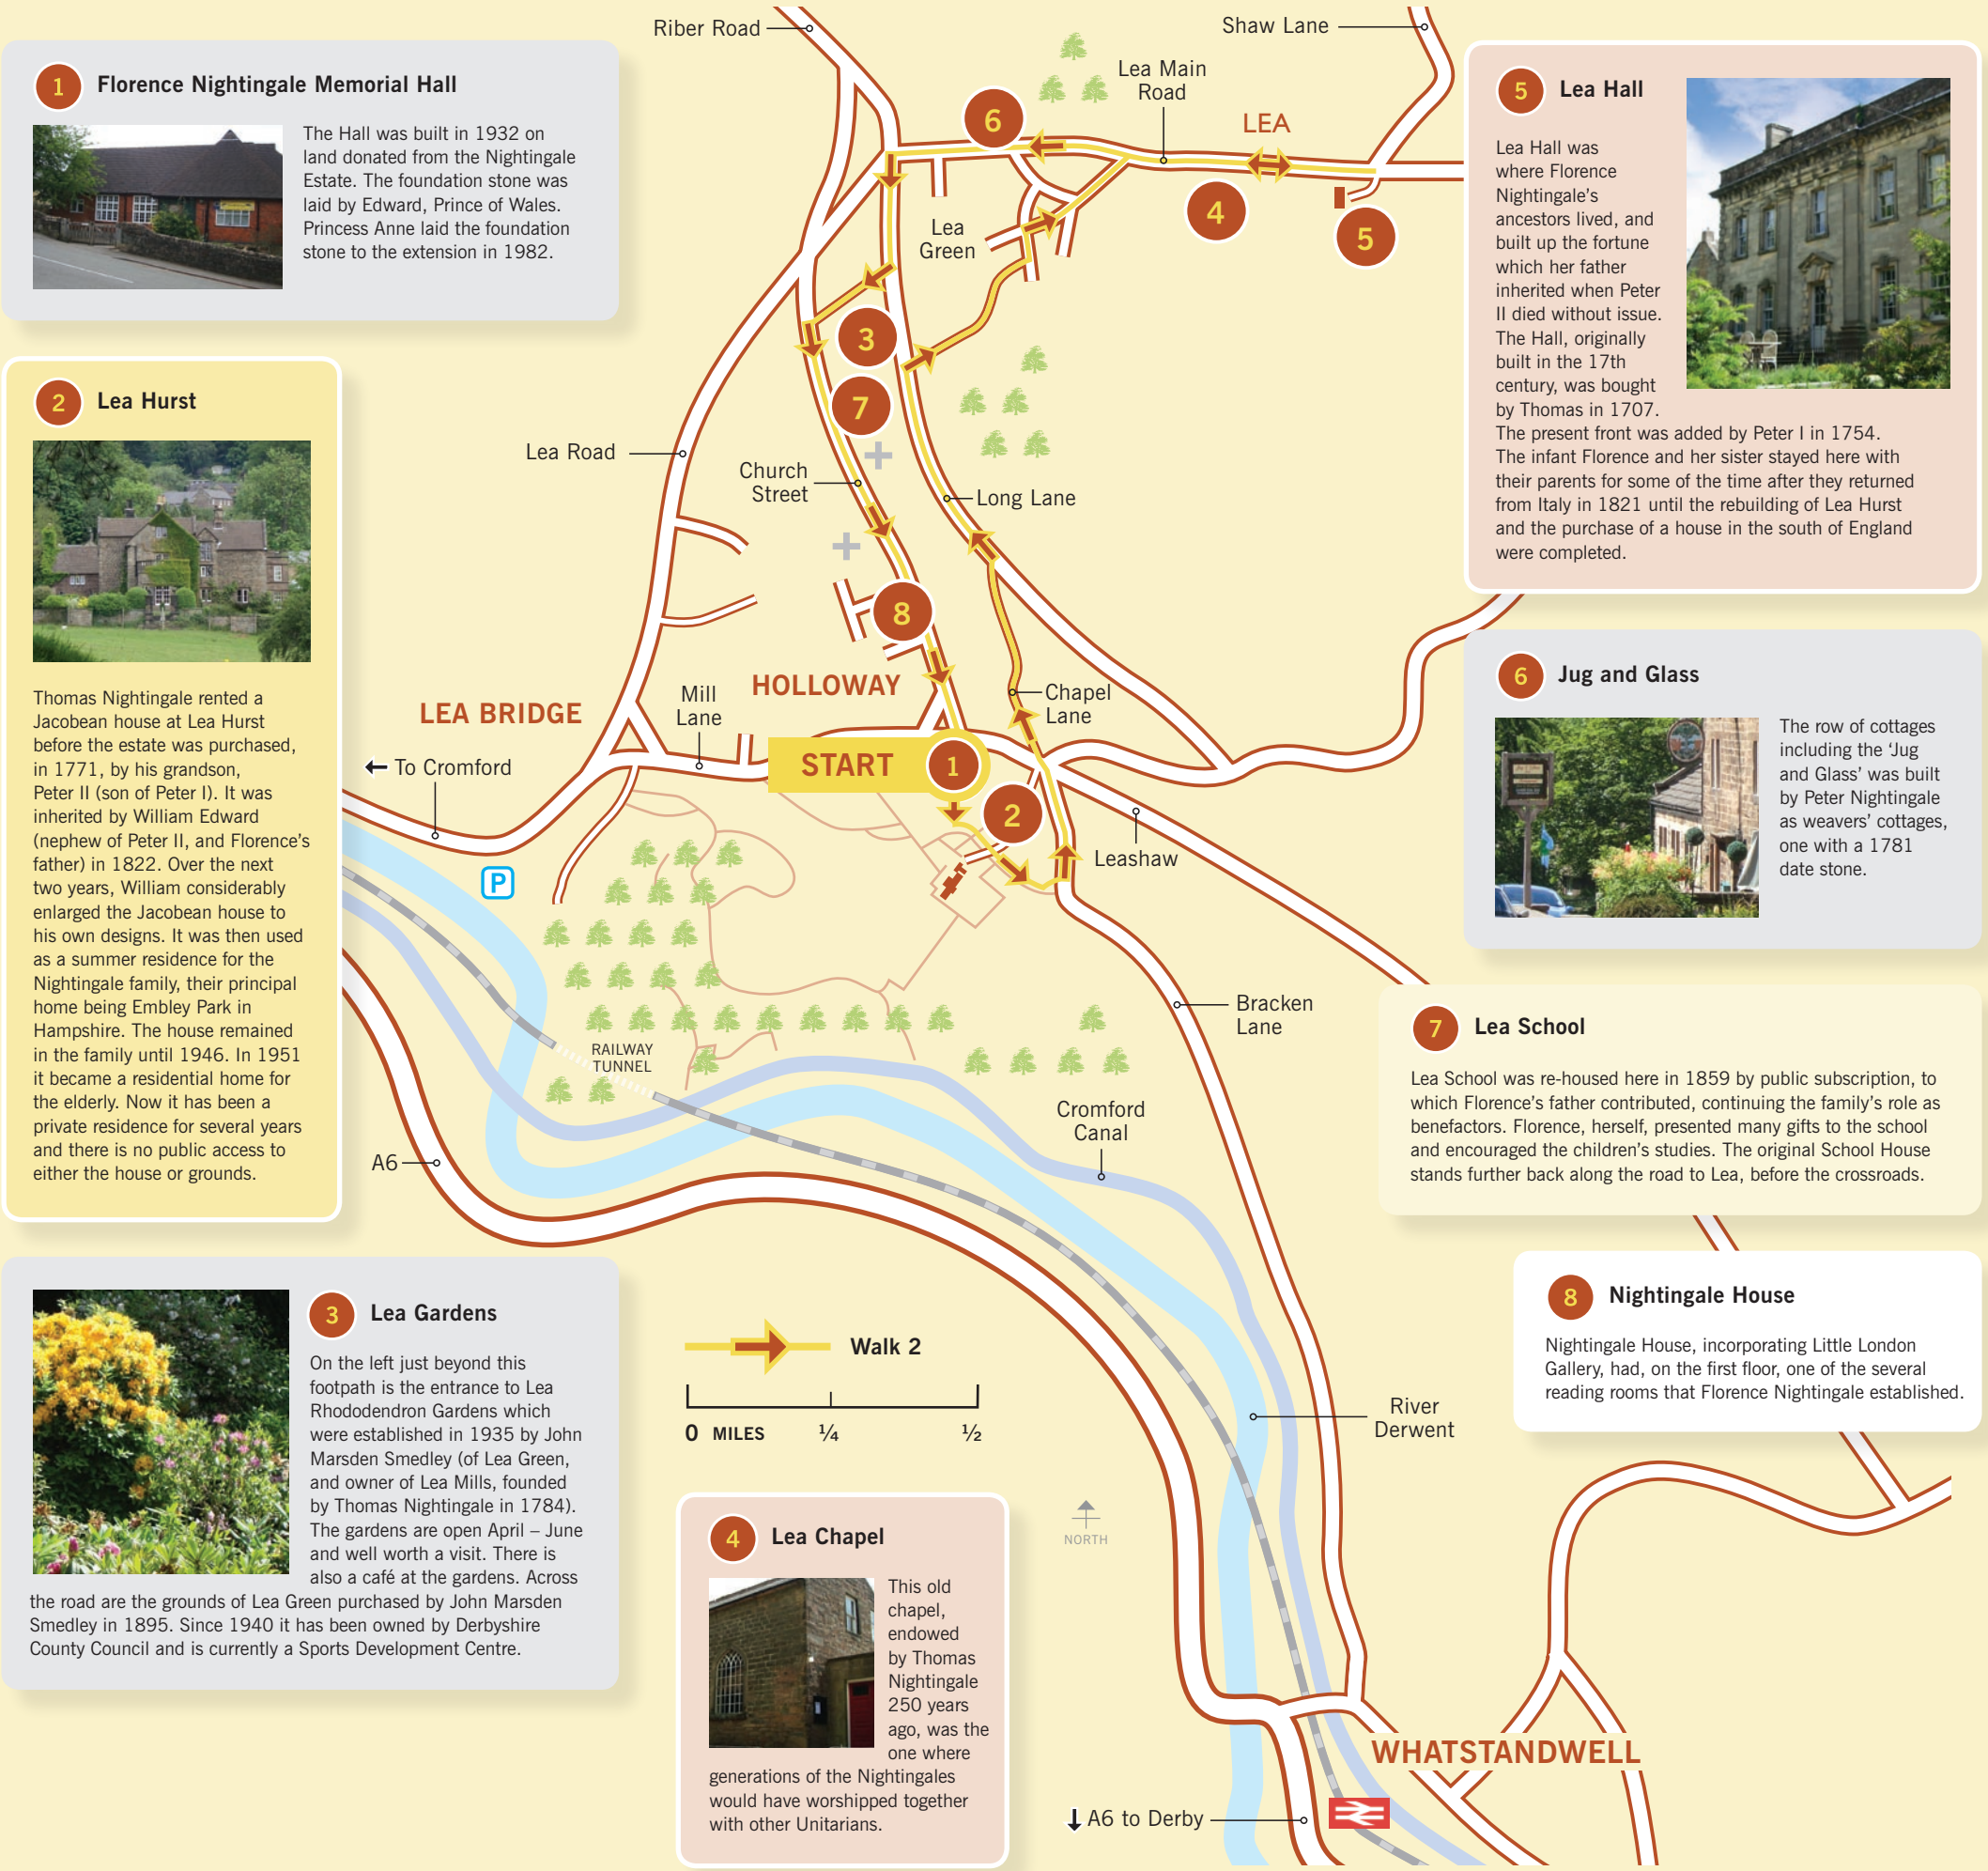 Riber Road
Shaw Lane
Lea Main
Road
LEA
6
4
5
Lea
Green
3
7
Lea Road
Church
Street
Long Lane
8
HOLLOWAY
LEA BRIDGE
Mill
Lane
Chapel
Lane
To Cromford
START
1
2
Leashaw
P
Bracken
Lane
RAILWAY
TUNNEL
Cromford
Canal
A6
River
Derwent
WHATSTANDWELL
A6 to Derby
NORTH
Walk 2
0 MILES ¼ ½
1 Florence Nightingale Memorial Hall
The Hall was built in 1932 on
land donated from the Nightingale
Estate. The foundation stone was
laid by Edward, Prince of Wales.
Princess Anne laid the foundation
stone to the extension in 1982.
2 Lea Hurst
Thomas Nightingale rented a
Jacobean house at Lea Hurst
before the estate was purchased,
in 1771, by his grandson,
Peter II (son of Peter I). It was
inherited by William Edward
(nephew of Peter II, and Florence’s
father) in 1822. Over the next
two years, William considerably
enlarged the Jacobean house to
his own designs. It was then used
as a summer residence for the
Nightingale family, their principal
home being Embley Park in
Hampshire. The house remained
in the family until 1946. In 1951
it became a residential home for
the elderly. Now it has been a
private residence for several years
and there is no public access to
either the house or grounds.
3 Lea Gardens
On the left just beyond this
footpath is the entrance to Lea
Rhododendron Gardens which
were established in 1935 by John
Marsden Smedley (of Lea Green,
and owner of Lea Mills, founded
by Thomas Nightingale in 1784).
The gardens are open April – June
and well worth a visit. There is
also a café at the gardens. Across
the road are the grounds of Lea Green purchased by John Marsden
Smedley in 1895. Since 1940 it has been owned by Derbyshire
County Council and is currently a Sports Development Centre.
4 Lea Chapel
This old
chapel,
endowed
by Thomas
Nightingale
250 years
ago, was the
one where
generations of the Nightingales
would have worshipped together
with other Unitarians.
5 Lea Hall
Lea Hall was
where Florence
Nightingale’s
ancestors lived, and
built up the fortune
which her father
inherited when Peter
II died without issue.
The Hall, originally
built in the 17th
century, was bought
by Thomas in 1707.
The present front was added by Peter I in 1754.
The infant Florence and her sister stayed here with
their parents for some of the time after they returned
from Italy in 1821 until the rebuilding of Lea Hurst
and the purchase of a house in the south of England
were completed.
6 Jug and Glass
The row of cottages
including the ‘Jug
and Glass’ was built
by Peter Nightingale
as weavers’ cottages,
one with a 1781
date stone.
7 Lea School
Lea School was re-housed here in 1859 by public subscription, to
which Florence’s father contributed, continuing the family’s role as
benefactors. Florence, herself, presented many gifts to the school
and encouraged the children’s studies. The original School House
stands further back along the road to Lea, before the crossroads.
8 Nightingale House
Nightingale House, incorporating Little London
Gallery, had, on the first floor, one of the several
reading rooms that Florence Nightingale established.